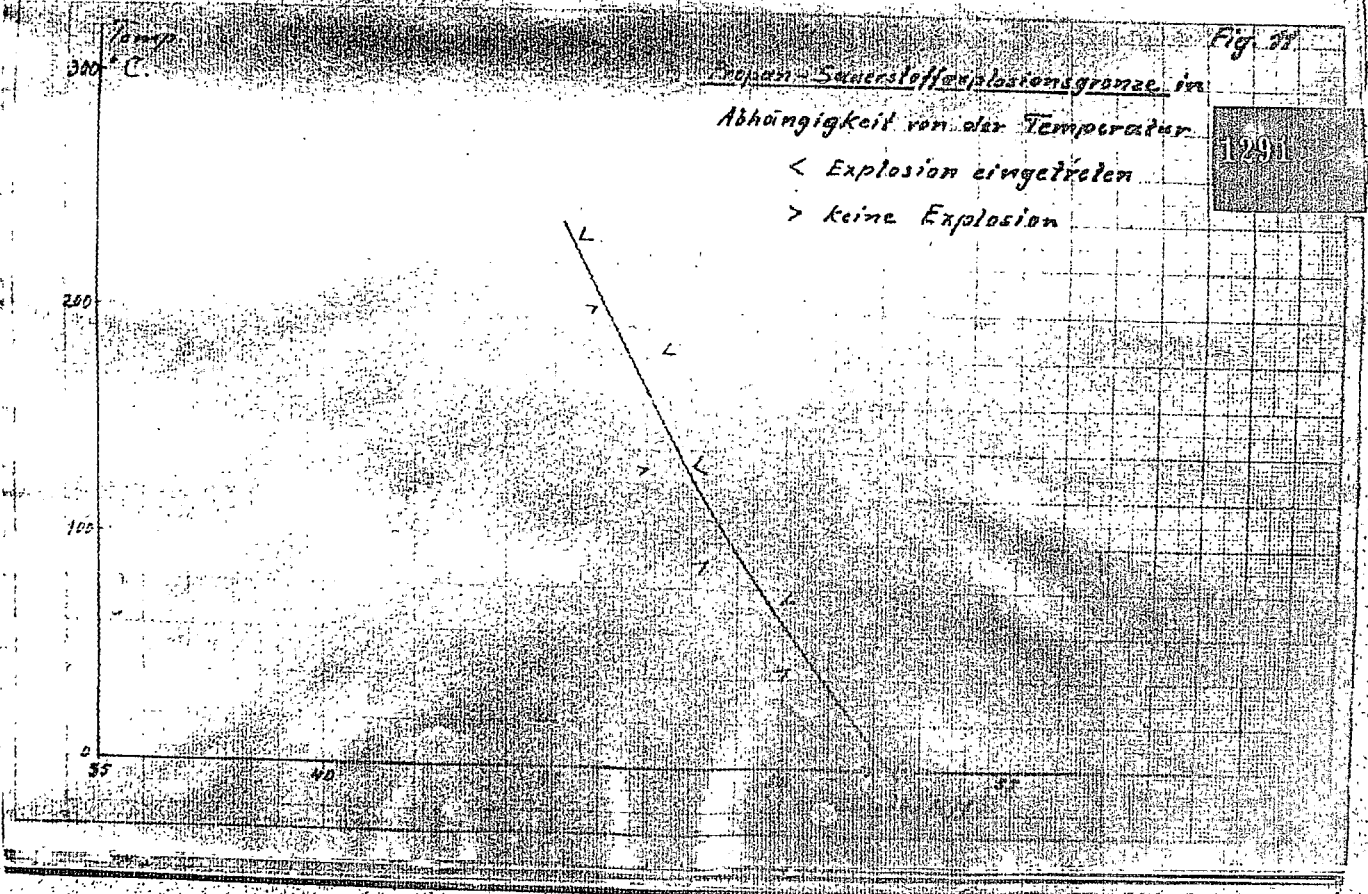 Temp
°C.
300
Fig.
Propan-Sauerstoffexplosionsgrenze in
Abhängigkeit von der Temperatur
1291
< Explosion eingetreten
> keine Explosion
200
100
0
35
40
55